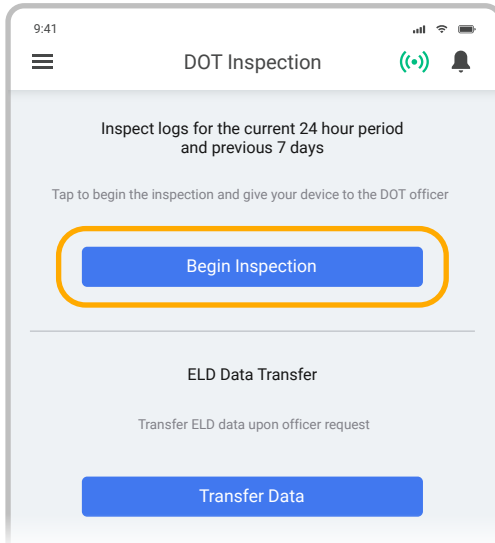 9:41
DOT Inspection
Inspect logs for the current 24 hour period
and previous 7 days
Tap to begin the inspection and give your device to the DOT officer
Begin Inspection
ELD Data Transfer
Transfer ELD data upon officer request
Transfer Data